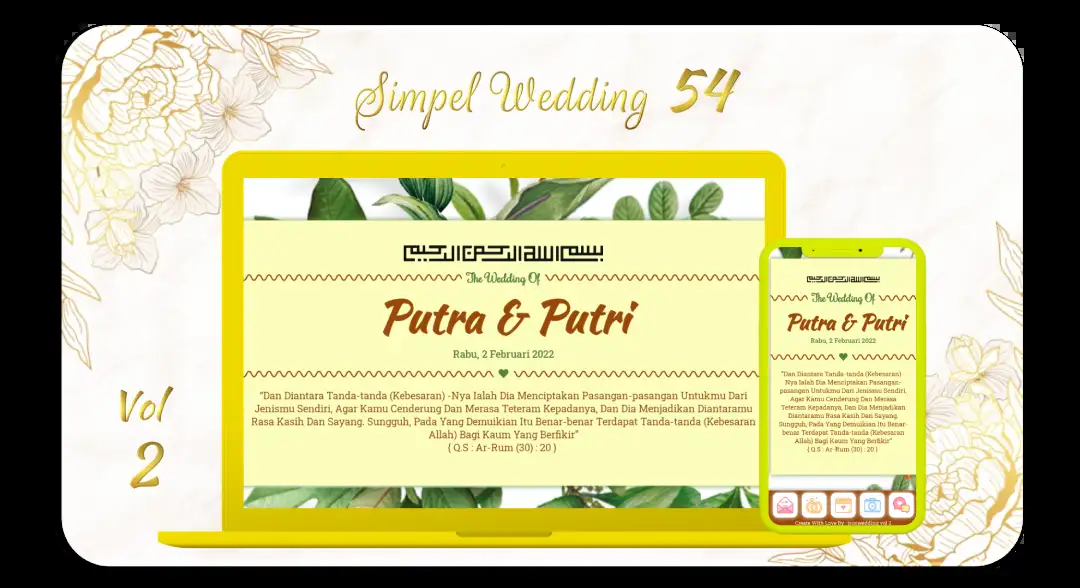 Simpel Wedding 54
Vol
2
بسم الله الرحمن الرحيم
The Wedding Of
Putra & Putri
Rabu, 2 Februari 2022
"Dan Diantara Tanda-tanda (Kebesaran) -Nya Ialah Dia Menciptakan Pasangan-pasangan Untukmu Dari
Jenismu Sendiri, Agar Kamu Cenderung Dan Merasa Teteram Kepadanya, Dan Dia Menjadikan Diantaramu
Rasa Kasih Dan Sayang. Sungguh, Pada Yang Demuikian Itu Benar-benar Terdapat Tanda-tanda (Kebesaran
Allah) Bagi Kaum Yang Berfikir"
( Q.S : Ar-Rum (30) : 20 )
بسم الله الرحمن الرحيم
The Wedding Of
Putra & Putri
Rabu, 2 Februari 2022
"Dan Diantara Tanda-tanda (Kebesaran)
-Nya Ialah Dia Menciptakan Pasangan-
pasangan Untukmu Dari Jenismu Sendiri,
Agar Kamu Cenderung Dan Merasa
Teteram Kepadanya, Dan Dia Menjadikan
Diantaramu Rasa Kasih Dan Sayang.
Sungguh, Pada Yang Demuikian Itu Benar-
benar Terdapat Tanda-tanda (Kebesaran
Allah) Bagi Kaum Yang Berfikir"
( Q.S : Ar-Rum (30) : 20 )
Create With Love By